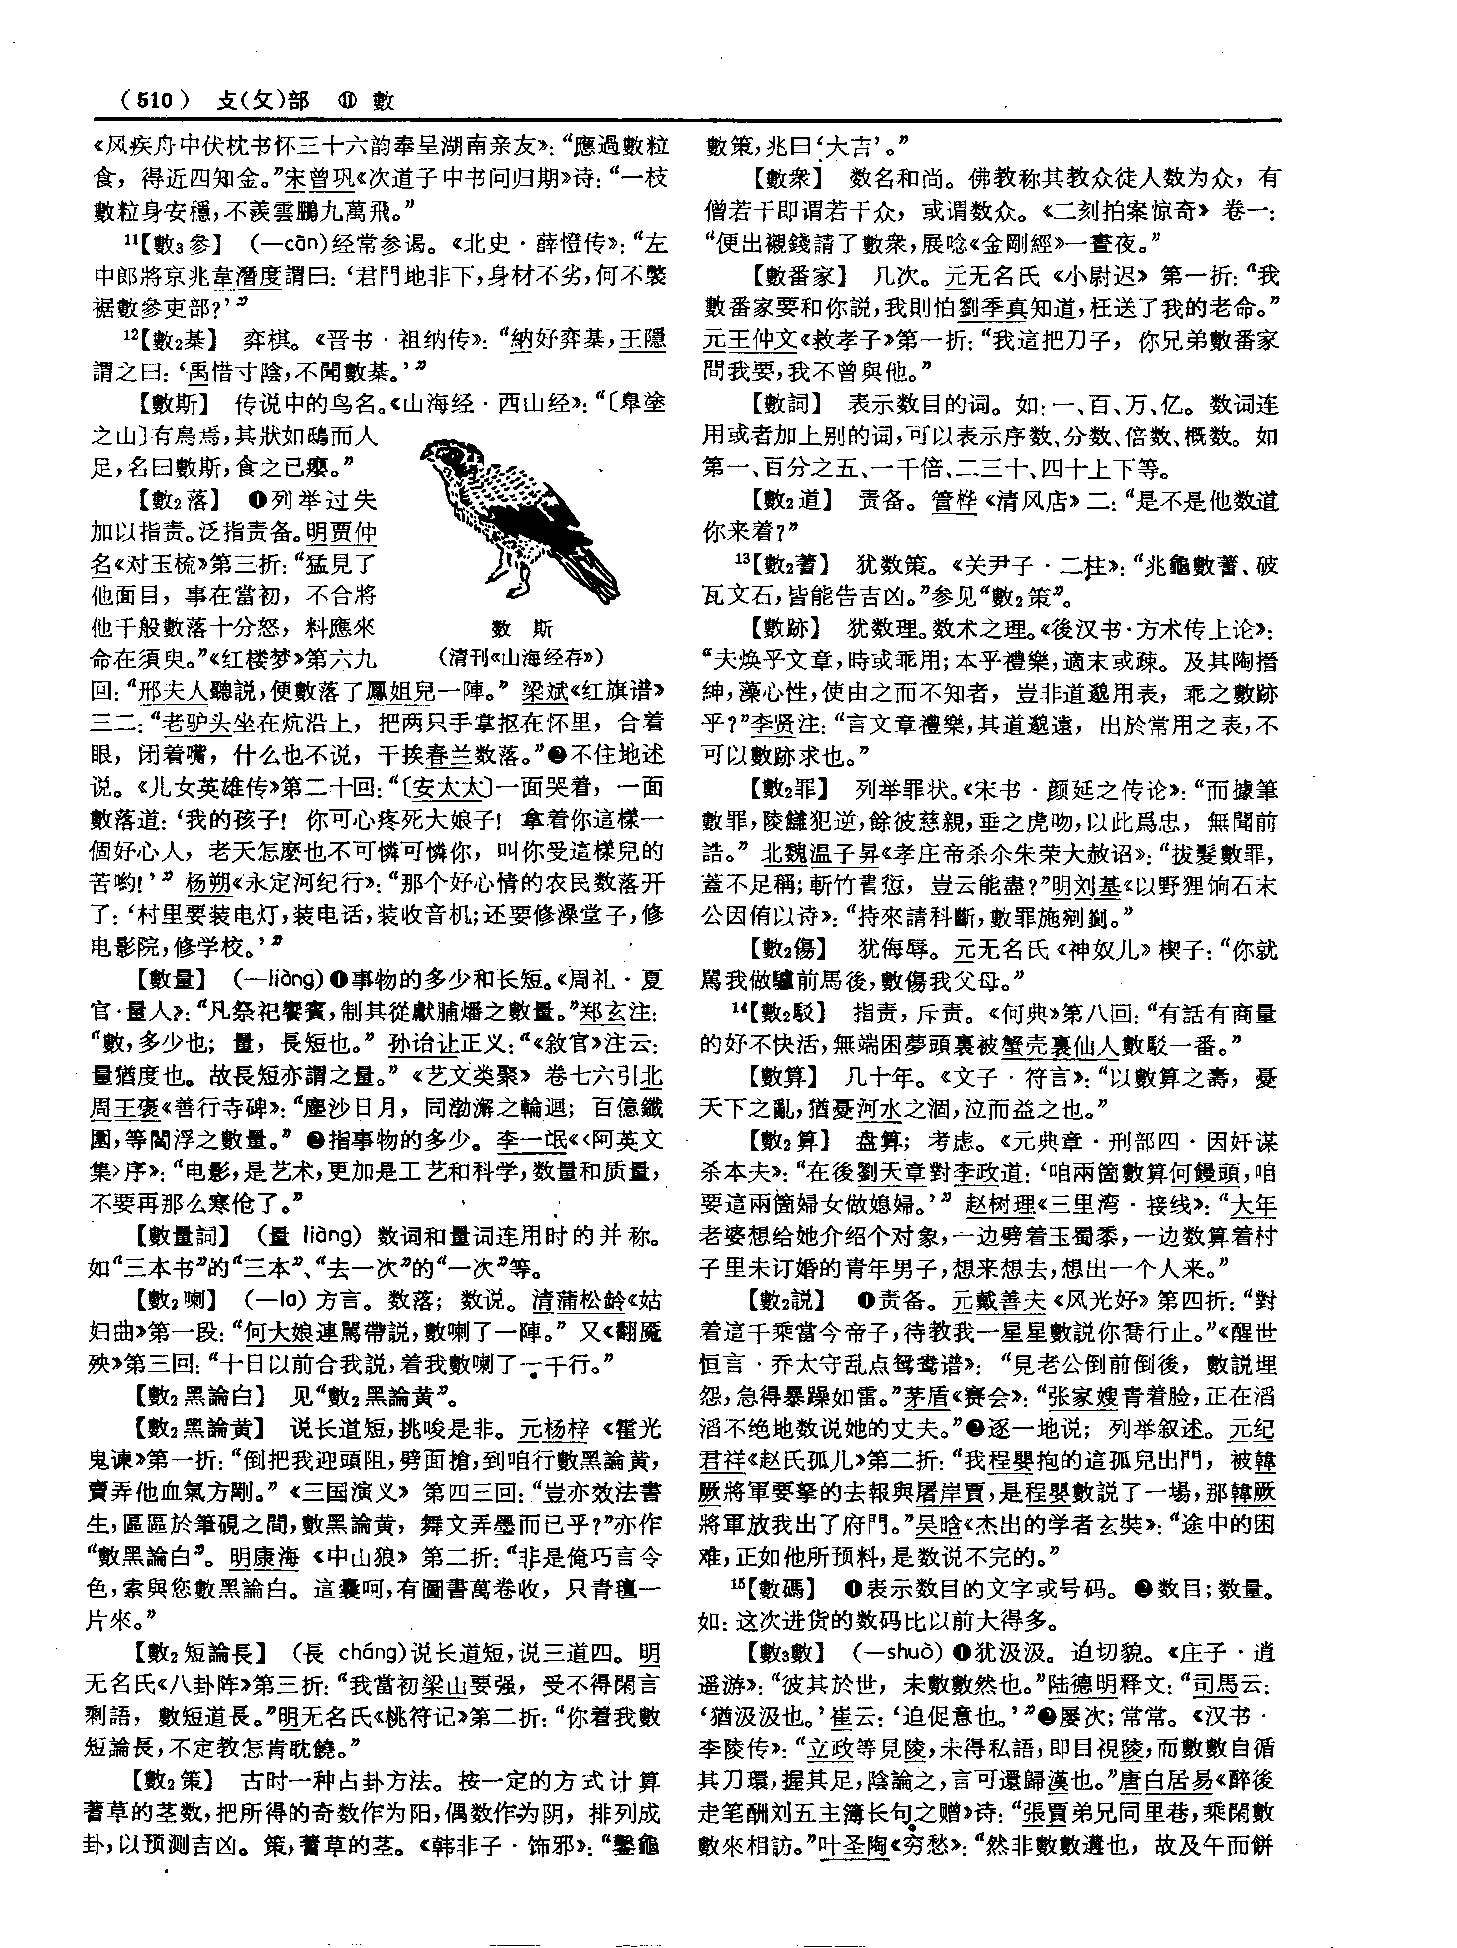 （510） 攴(攵)部 ⑪ 數
《风疾舟中伏枕书怀三十六韵奉呈湖南亲友》：“應過數粒
食，得近四知金。”宋曾巩《次道子中书问归期》诗：“一枝
數粒身安穩，不羨雲鵬九萬飛。”
11【數3參】 （—cān）经常参谒。《北史·薛憕传》：“左
中郎將京兆韋潛度謂曰：‘君門地非下，身材不劣，何不褩
裾數參吏部？’”
12【數2棊】 弈棋。《晋书·祖纳传》：“納好弈棊，王隱
謂之曰：‘禹惜寸陰，不聞數棊。’”
【數斯】 传说中的鸟名。《山海经·西山经》：“〔皋塗
之山〕有鳥焉，其狀如鴟而人
足，名曰數斯，食之已癭。”
【數2落】 ❶列举过失
加以指责。泛指责备。明贾仲
名《对玉梳》第三折：“猛見了
他面目，事在當初，不合將
他千般數落十分怒，料應來
命在須臾。”《红楼梦》第六九
数 斯
（清刊《山海经存》）
回：“邢夫人聽説，便數落了鳳姐兒一陣。” 梁斌《红旗谱》
三二：“老驴头坐在炕沿上，把两只手拿抠在怀里，合着
眼，闭着嘴，什么也不说，干挨春兰数落。”❷不住地述
说。《儿女英雄传》第二十回：“〔安太太〕一面哭着，一面
數落道：‘我的孩子！你可心疼死大娘子！拿着你這樣一
個好心人，老天怎麽也不可憐可憐你，叫你受這樣兒的
苦喲！’” 杨朔《永定河纪行》：“那个好心情的农民数落开
了：‘村里要装电灯，装电话，装收音机；还要修澡堂子，修
电影院，修学校。’”
【數量】 （—liàng）❶事物的多少和长短。《周礼·夏
官·量人》：“凡祭祀饗賓，制其從獻脯燔之數量。”郑玄注：
“數，多少也；量，長短也。” 孙诒让正义：“《敘官》注云：
量猶度也。故長短亦謂之量。” 《艺文类聚》卷七六引北
周王褒《善行寺碑》：“塵沙日月，同渤澥之輪迴；百億鐵
圍，等閻浮之數量。” ❷指事物的多少。李一氓《〈阿英文
集〉序》：“电影，是艺术，更加是工艺和科学，数量和质量，
不要再那么寒伧了。”
【數量詞】 （量 liàng）数词和量词连用时的并称。
如“三本书”的“三本”、“去一次”的“一次”等。
【數2喇】 （—la）方言。数落；数说。清蒲松龄《姑
妇曲》第一段：“何大娘連駡帶説，數喇了一陣。” 又《翻魇
殃》第三回：“十日以前合我説，着我數喇了一千行。”
【數2黑論白】 见“數2黑論黄”。
【數2黑論黄】 说长道短，挑唆是非。元杨梓《霍光
鬼谏》第一折：“倒把我迎頭阻，劈面搶，到咱行數黑論黄，
賣弄他血氣方剛。”《三国演义》第四三回：“豈亦效法書
生，區區於筆硯之間，數黑論黄，舞文弄墨而已乎？”亦作
“數黑論白”。明康海《中山狼》第二折：“非是俺巧言令
色，索與您數黑論白。這囊呵，有圖書萬卷收，只青氊一
片來。”
【數2短論長】 （長 cháng）说长道短，说三道四。明
无名氏《八卦阵》第三折：“我當初梁山要强，受不得閑言
剩語，數短道長。”明无名氏《桃符记》第二折：“你着我數
短論長，不定教怎肯耽饒。”
【數2策】 古时一种占卦方法。按一定的方式计算
蓍草的茎数，把所得的奇数作为阳，偶数作为阴，排列成
卦，以预测吉凶。策，蓍草的茎。《韩非子·饰邪》：“鑿龜
數策，兆曰‘大吉’。”
【數衆】 数名和尚。佛教称其教众徒人数为众，有
僧若干即谓若干众，或谓数众。《二刻拍案惊奇》卷一：
“便出襯錢請了數衆，展唸《金剛經》一晝夜。”
【數番家】 几次。元无名氏《小尉迟》第一折：“我
數番家要和你説，我則怕劉季真知道，枉送了我的老命。”
元王仲文《救孝子》第一折：“我這把刀子，你兄弟數番家
問我要，我不曾與他。”
【數詞】 表示数目的词。如：一、百、万、亿。数词连
用或者加上别的词，可以表示序数、分数、倍数、概数。如
第一、百分之五、一千倍、二三十、四十上下等。
【數2道】 责备。管桦《清风店》二：“是不是他数道
你来着？”
13【數2蓍】 犹数策。《关尹子·二柱》：“兆龜數蓍、破
瓦文石，皆能告吉凶。”参见“數2策”。
【數跡】 犹数理。数术之理。《後汉书·方术传上论》：
“夫焕乎文章，時或乖用；本乎禮樂，適末或疎。及其陶搢
紳，藻心性，使由之而不知者，豈非道邈用表，乖之數跡
乎？”李贤注：“言文章禮樂，其道邈遠，出於常用之表，不
可以數跡求也。”
【數2罪】 列举罪状。《宋书·颜延之传论》：“而據筆
數罪，陵讎犯逆，餘彼慈親，垂之虎吻，以此爲忠，無聞前
誥。” 北魏温子昇《孝庄帝杀尒朱荣大赦诏》：“拔髮數罪，
蓋不足稱；斬竹書愆，豈云能盡？”明刘基《以野狸饷石末
公因侑以诗》：“持來請科斷，數罪施剜劃。”
【數2傷】 犹侮辱。元无名氏《神奴儿》楔子：“你就
駡我做驢前馬後，數傷我父母。”
14【數2駁】 指责，斥责。《何典》第八回：“有話有商量
的好不快活，無端困夢頭裏被蟹壳裏仙人數駁一番。”
【數算】 几十年。《文子·符言》：“以數算之壽，憂
天下之亂，猶憂河水之涸，泣而益之也。”
【數2算】 盘算；考虑。《元典章·刑部四·因奸谋
杀本夫》：“在後劉天章對李政道：‘咱兩箇數算何饅頭，咱
要這兩箇婦女做媳婦。’” 赵树理《三里湾·接线》：“大年
老婆想给她介绍个对象，一边劈着玉蜀黍，一边数算着村
子里未订婚的青年男子，想来想去，想出一个人来。”
【數2説】 ❶责备。元戴善夫《风光好》第四折：“對
着這千乘當今帝子，待教我一星星數説你喬行止。”《醒世
恒言·乔太守乱点鸳鸯谱》：“見老公倒前倒後，數説埋
怨，急得暴躁如雷。”茅盾《赛会》：“张家嫂青着脸，正在滔
滔不绝地数说她的丈夫。”❷逐一地说；列举叙述。元纪
君祥《赵氏孤儿》第二折：“我程嬰抱的這孤兒出門，被韓
厥將軍要拏的去報與屠岸賈，是程嬰數説了一場，那韓厥
將軍放我出了府門。”吴晗《杰出的学者玄奘》：“途中的困
难，正如他所预料，是数说不完的。”
15【數碼】 ❶表示数目的文字或号码。❷数目；数量。
如：这次进货的数码比以前大得多。
【數3數】 （—shuò）❶犹汲汲。迫切貌。《庄子·逍
遥游》：“彼其於世，未數數然也。”陆德明释文：“司馬云：
‘猶汲汲也。’崔云：‘迫促意也。’”❷屡次；常常。《汉书·
李陵传》：“立政等見陵，未得私語，即目視陵，而數數自循
其刀環，握其足，陰諭之，言可還歸漢也。”唐白居易《醉後
走笔酬刘五主簿长句之赠》诗：“張賈弟兄同里巷，乘閑數
數來相訪。”叶圣陶《穷愁》：“然非數數遘也，故及午而餅